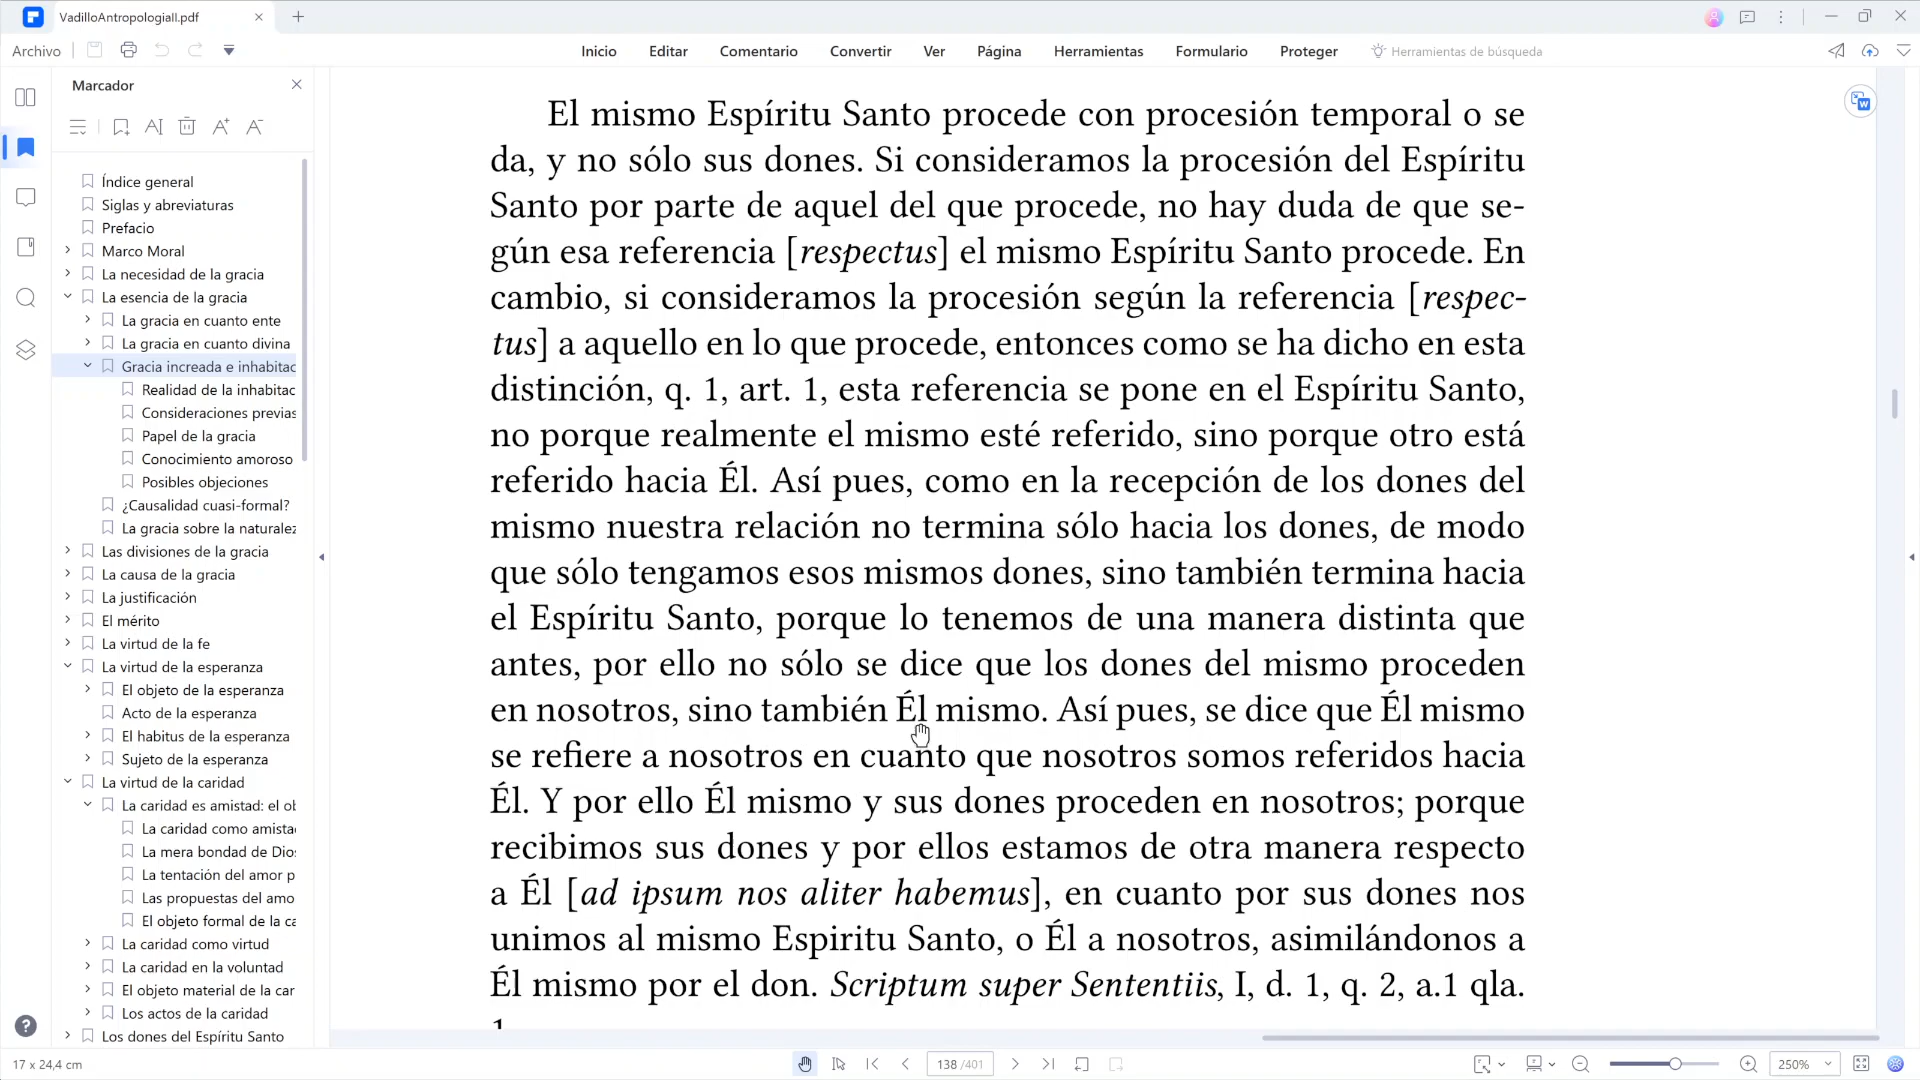 VadilloAntropologiaII.pdf
Archivo
Inicio
Editar
Comentario
Convertir
Ver
Página
Herramientas
Formulario
Proteger
Herramientas de búsqueda
Marcador
Índice general
Siglas y abreviaturas
Prefacio
Marco Moral
La necesidad de la gracia
La esencia de la gracia
La gracia en cuanto ente
La gracia en cuanto divina
Gracia increada e inhabitac
Realidad de la inhabitac
Consideraciones previas
Papel de la gracia
Conocimiento amoroso
Posibles objeciones
¿Causalidad cuasi-formal?
La gracia sobre la naturalez
Las divisiones de la gracia
La causa de la gracia
La justificación
El mérito
La virtud de la fe
La virtud de la esperanza
El objeto de la esperanza
Acto de la esperanza
El habitus de la esperanza
Sujeto de la esperanza
La virtud de la caridad
La caridad es amistad: el ob
La caridad como amista
La mera bondad de Dio
La tentación del amor p
Las propuestas del amo
El objeto formal de la ca
La caridad como virtud
La caridad en la voluntad
El objeto material de la car
Los actos de la caridad
Los dones del Espíritu Santo
El mismo Espíritu Santo procede con procesión temporal o se
da, y no sólo sus dones. Si consideramos la procesión del Espíritu
Santo por parte de aquel del que procede, no hay duda de que se-
gún esa referencia [respectus] el mismo Espíritu Santo procede. En
cambio, si consideramos la procesión según la referencia [respec-
tus] a aquello en lo que procede, entonces como se ha dicho en esta
distinción, q. 1, art. 1, esta referencia se pone en el Espíritu Santo,
no porque realmente el mismo esté referido, sino porque otro está
referido hacia Él. Así pues, como en la recepción de los dones del
mismo nuestra relación no termina sólo hacia los dones, de modo
que sólo tengamos esos mismos dones, sino también termina hacia
el Espíritu Santo, porque lo tenemos de una manera distinta que
antes, por ello no sólo se dice que los dones del mismo proceden
en nosotros, sino también Él mismo. Así pues, se dice que Él mismo
se refiere a nosotros en cuanto que nosotros somos referidos hacia
Él. Y por ello Él mismo y sus dones proceden en nosotros; porque
recibimos sus dones y por ellos estamos de otra manera respecto
a Él [ad ipsum nos aliter habemus], en cuanto por sus dones nos
unimos al mismo Espiritu Santo, o Él a nosotros, asimilándonos a
Él mismo por el don. Scriptum super Sententiis, I, d. 1, q. 2, a.1 qla.
1
17 x 24,4 cm
138 /401
250%